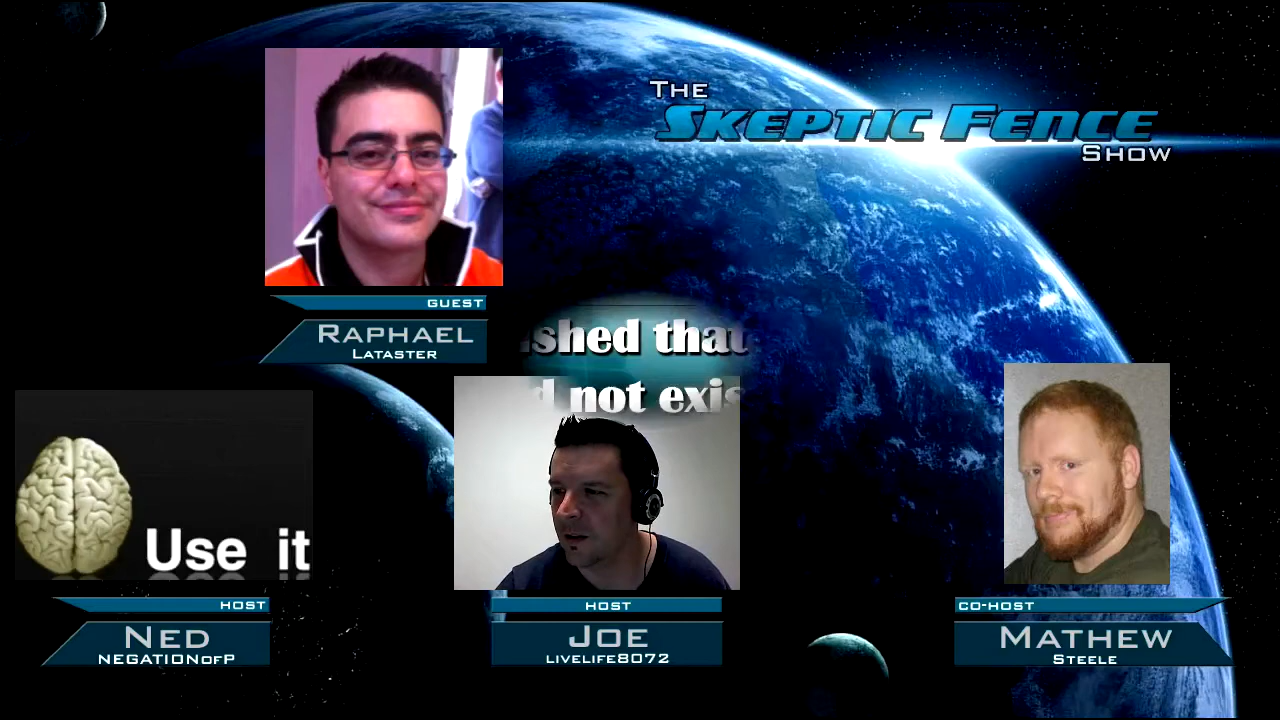 THE
SKEPTIC FENCE
SHOW
GUEST
RAPHAEL
LATASTER
shed that
not exis
Use it
HOST
NED
NEGATIONofP
HOST
JOE
LIVELIFE8072
CO-HOST
MATHEW
STEELE